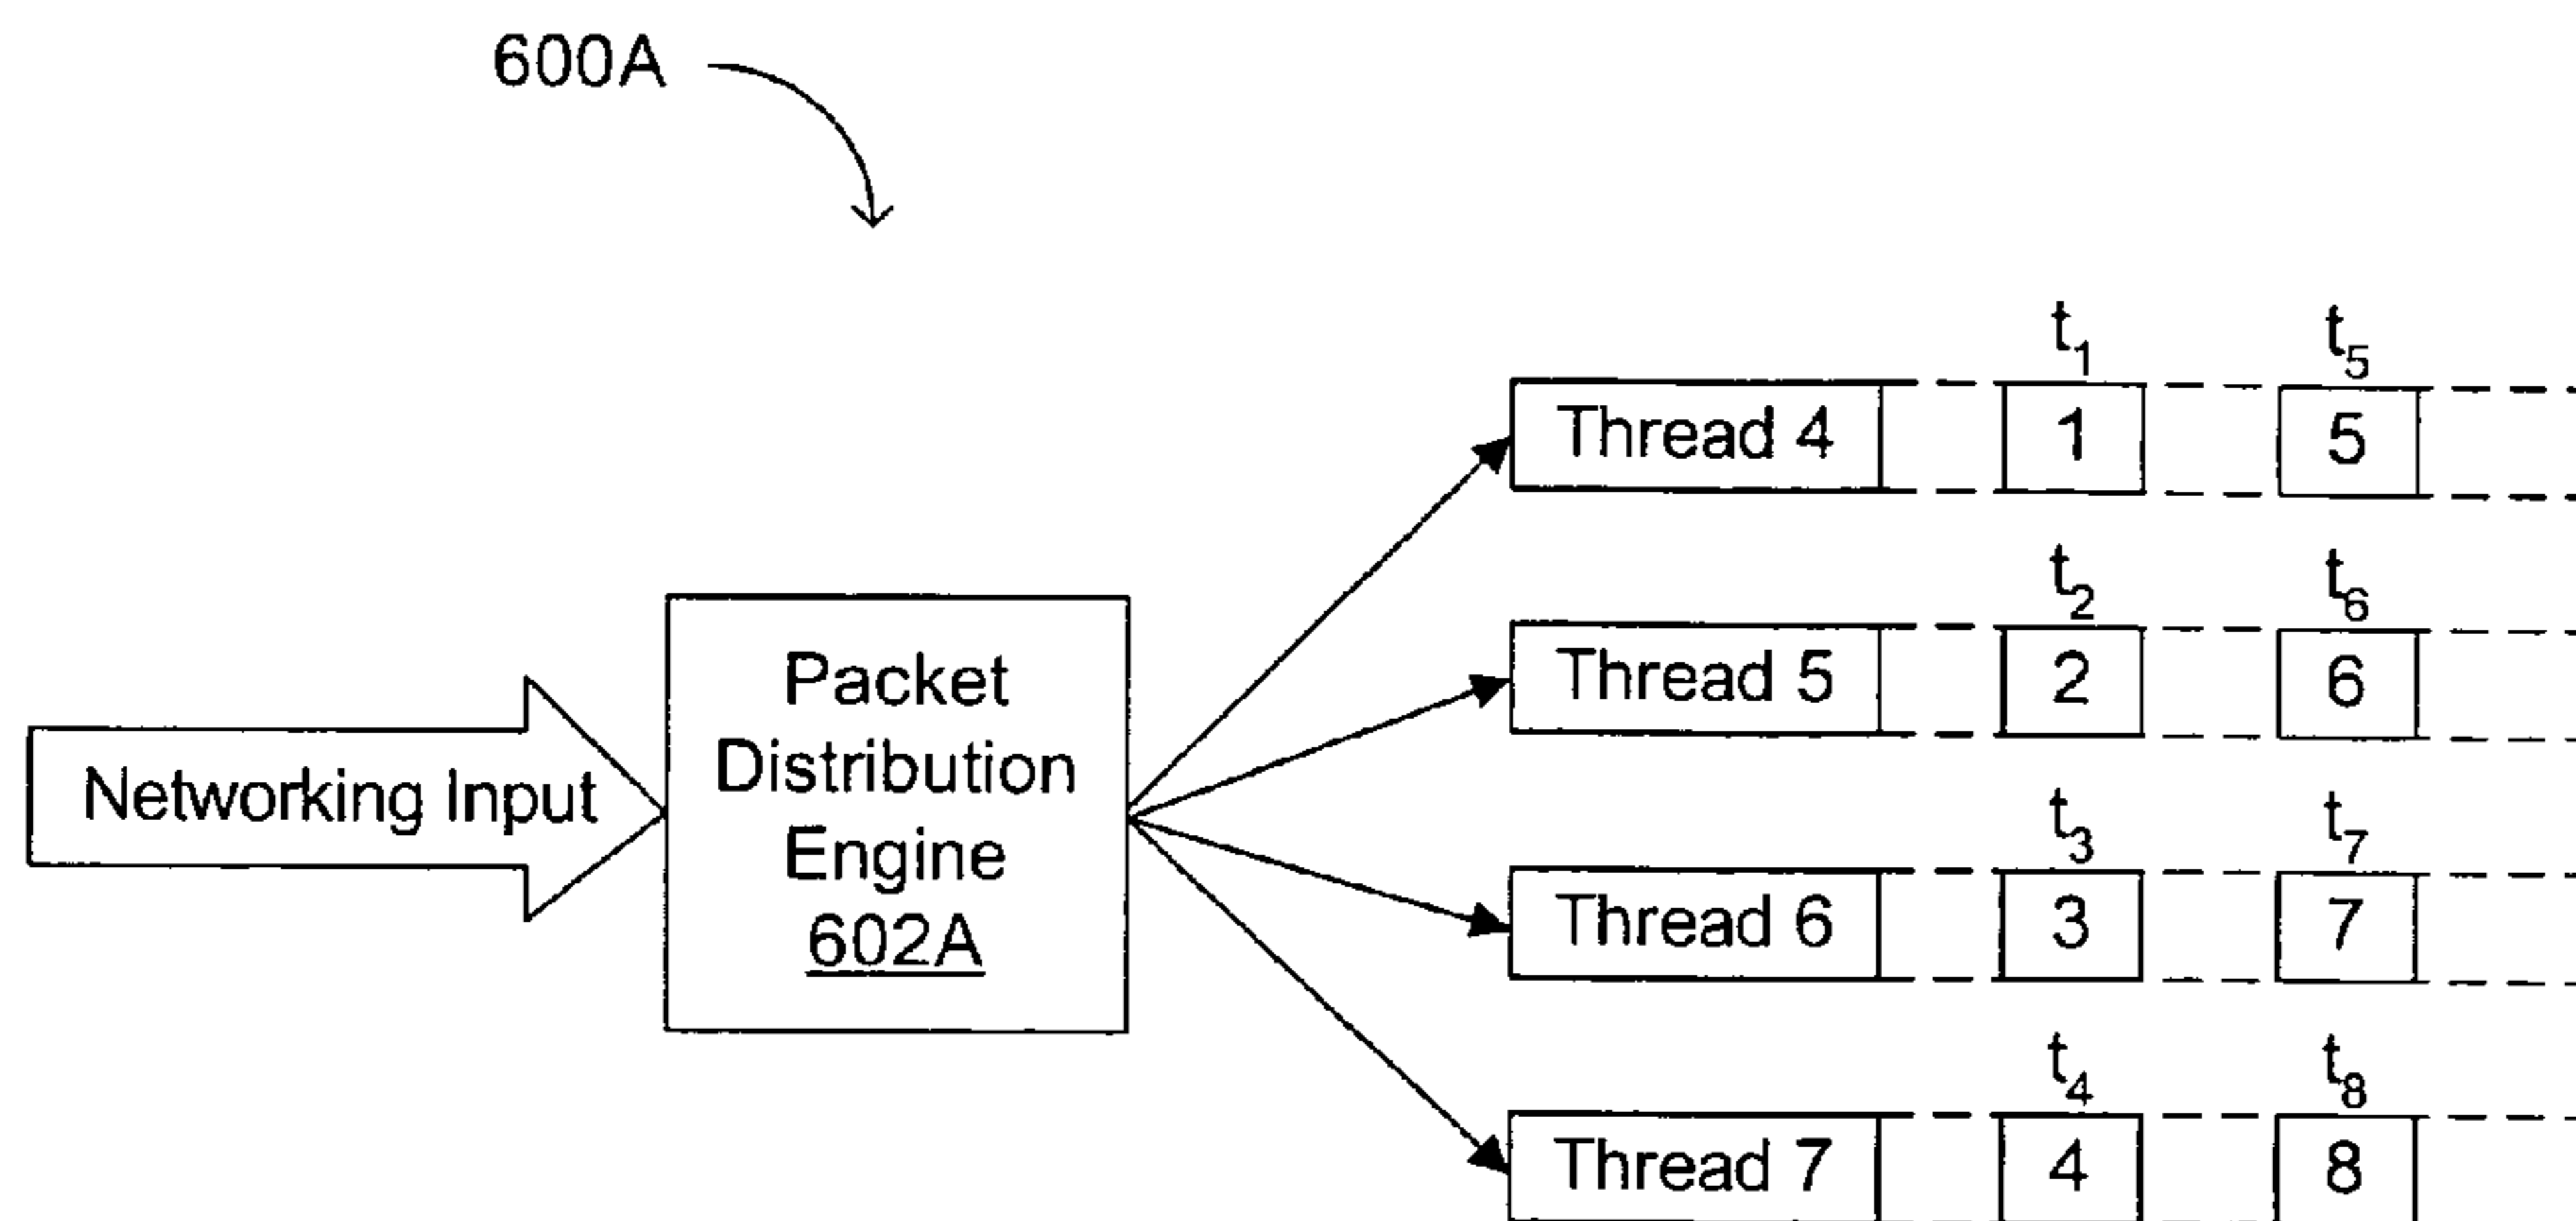 600A
t1 t5
Thread 4 1 5
t2 t6
Thread 5 2 6
Packet
Distribution
Engine
602A
Networking Input
t3 t7
Thread 6 3 7
t4 t8
Thread 7 4 8